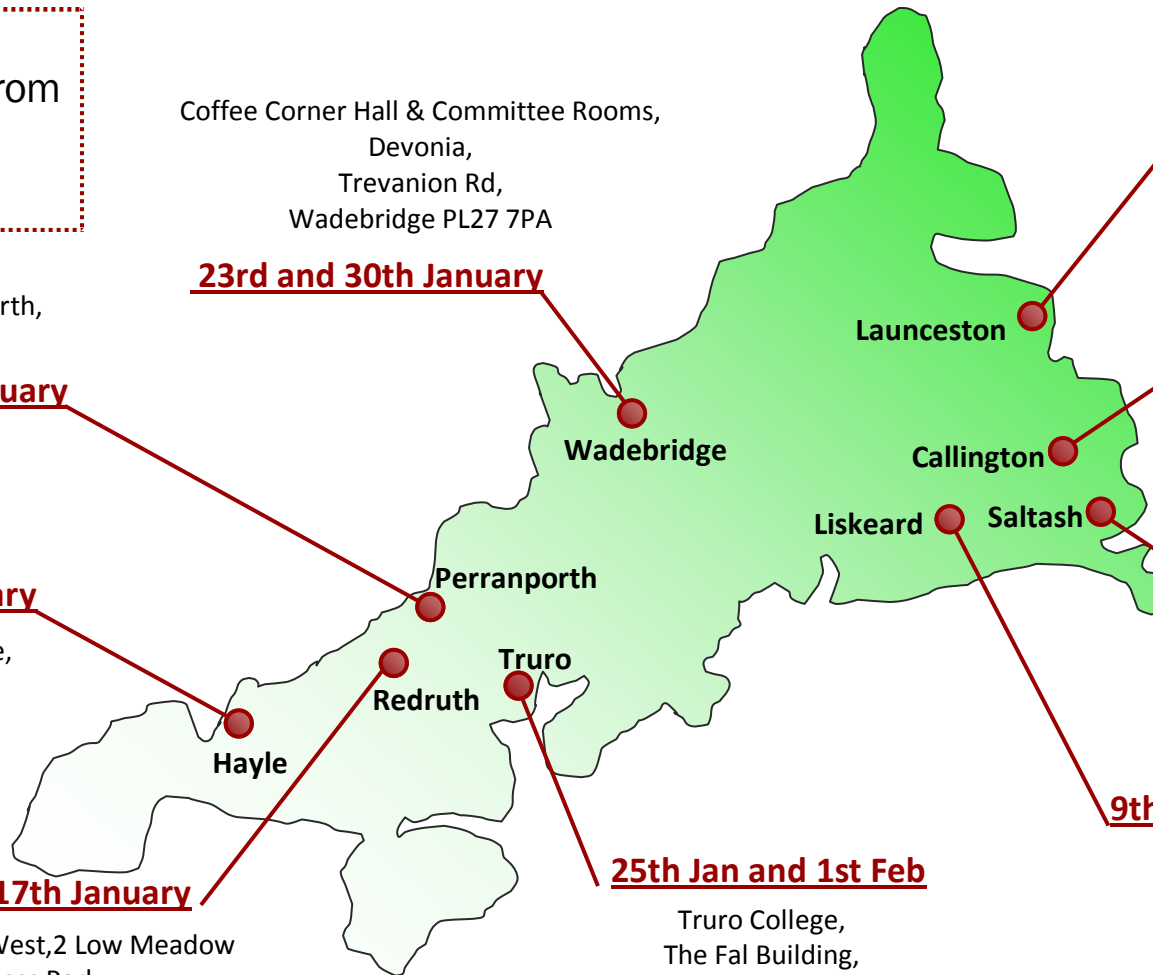 rom
Coffee Corner Hall & Committee Rooms,
Devonia,
Trevanion Rd,
Wadebridge PL27 7PA
23rd and 30th January
rth,
uary
Launceston
Wadebridge
Callington
Liskeard
Saltash
Perranporth
ary
e,
Truro
Redruth
Hayle
9th
25th Jan and 1st Feb
17th January
Truro College,
The Fal Building,
West,2 Low Meadow